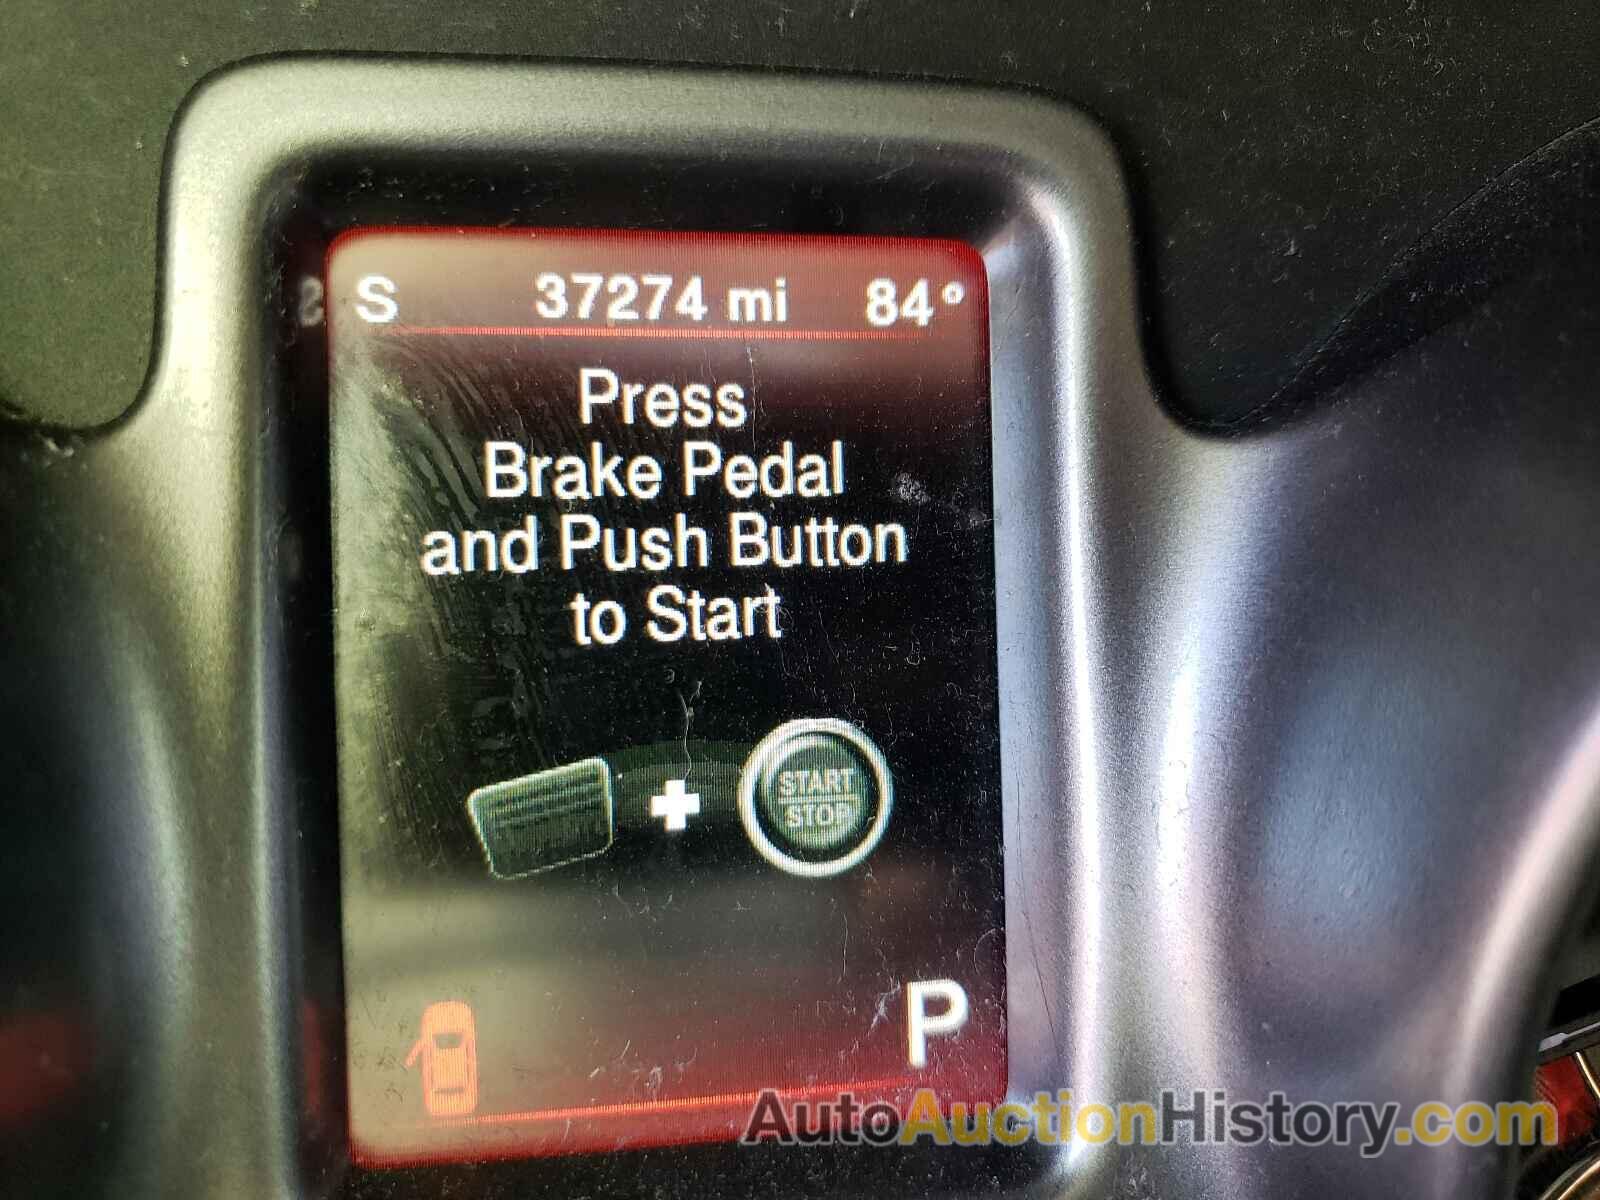 S 37274 mi 84°
Press
Brake Pedal
and Push Button
to Start
START
STOP
P
AutoAuctionHistory.com